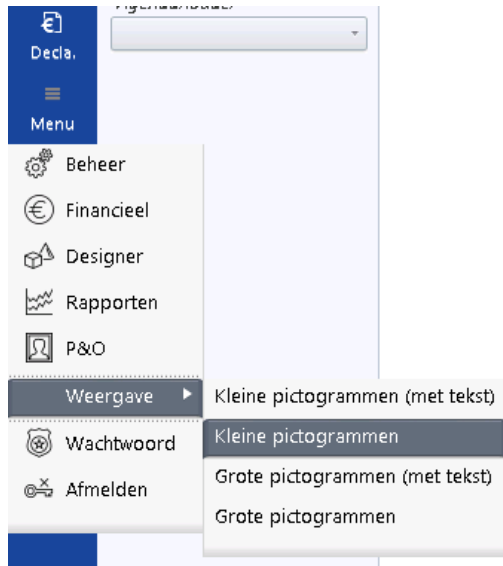 Decla.
Menu
Beheer
Financieel
Designer
Rapporten
P&O
Weergave
Kleine pictogrammen (met tekst)
Kleine pictogrammen
Wachtwoord
Grote pictogrammen (met tekst)
Afmelden
Grote pictogrammen